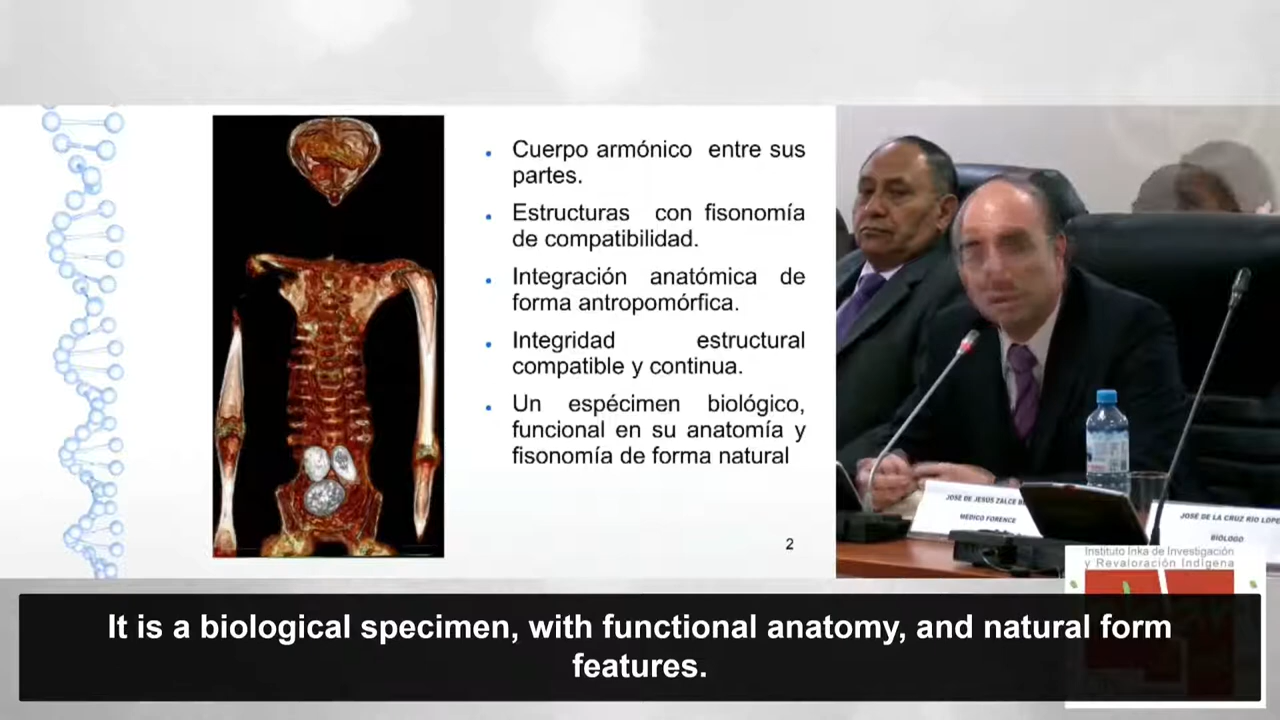 Cuerpo armónico entre sus
partes.
Estructuras con fisonomía
de compatibilidad.
Integración anatómica de
forma antropomórfica.
Integridad estructural
compatible y continua.
Un espécimen biológico,
funcional en su anatomía y
fisonomía de forma natural
2
JOSE DE JESUS ZALCE
MEDICO FORENCE
JOSÉ DE LA CRUZ RIO LOPE
BIÓLOGO
Instituto Inka de Investigación
y Revaloración Indígena
It is a biological specimen, with functional anatomy, and natural form
features.